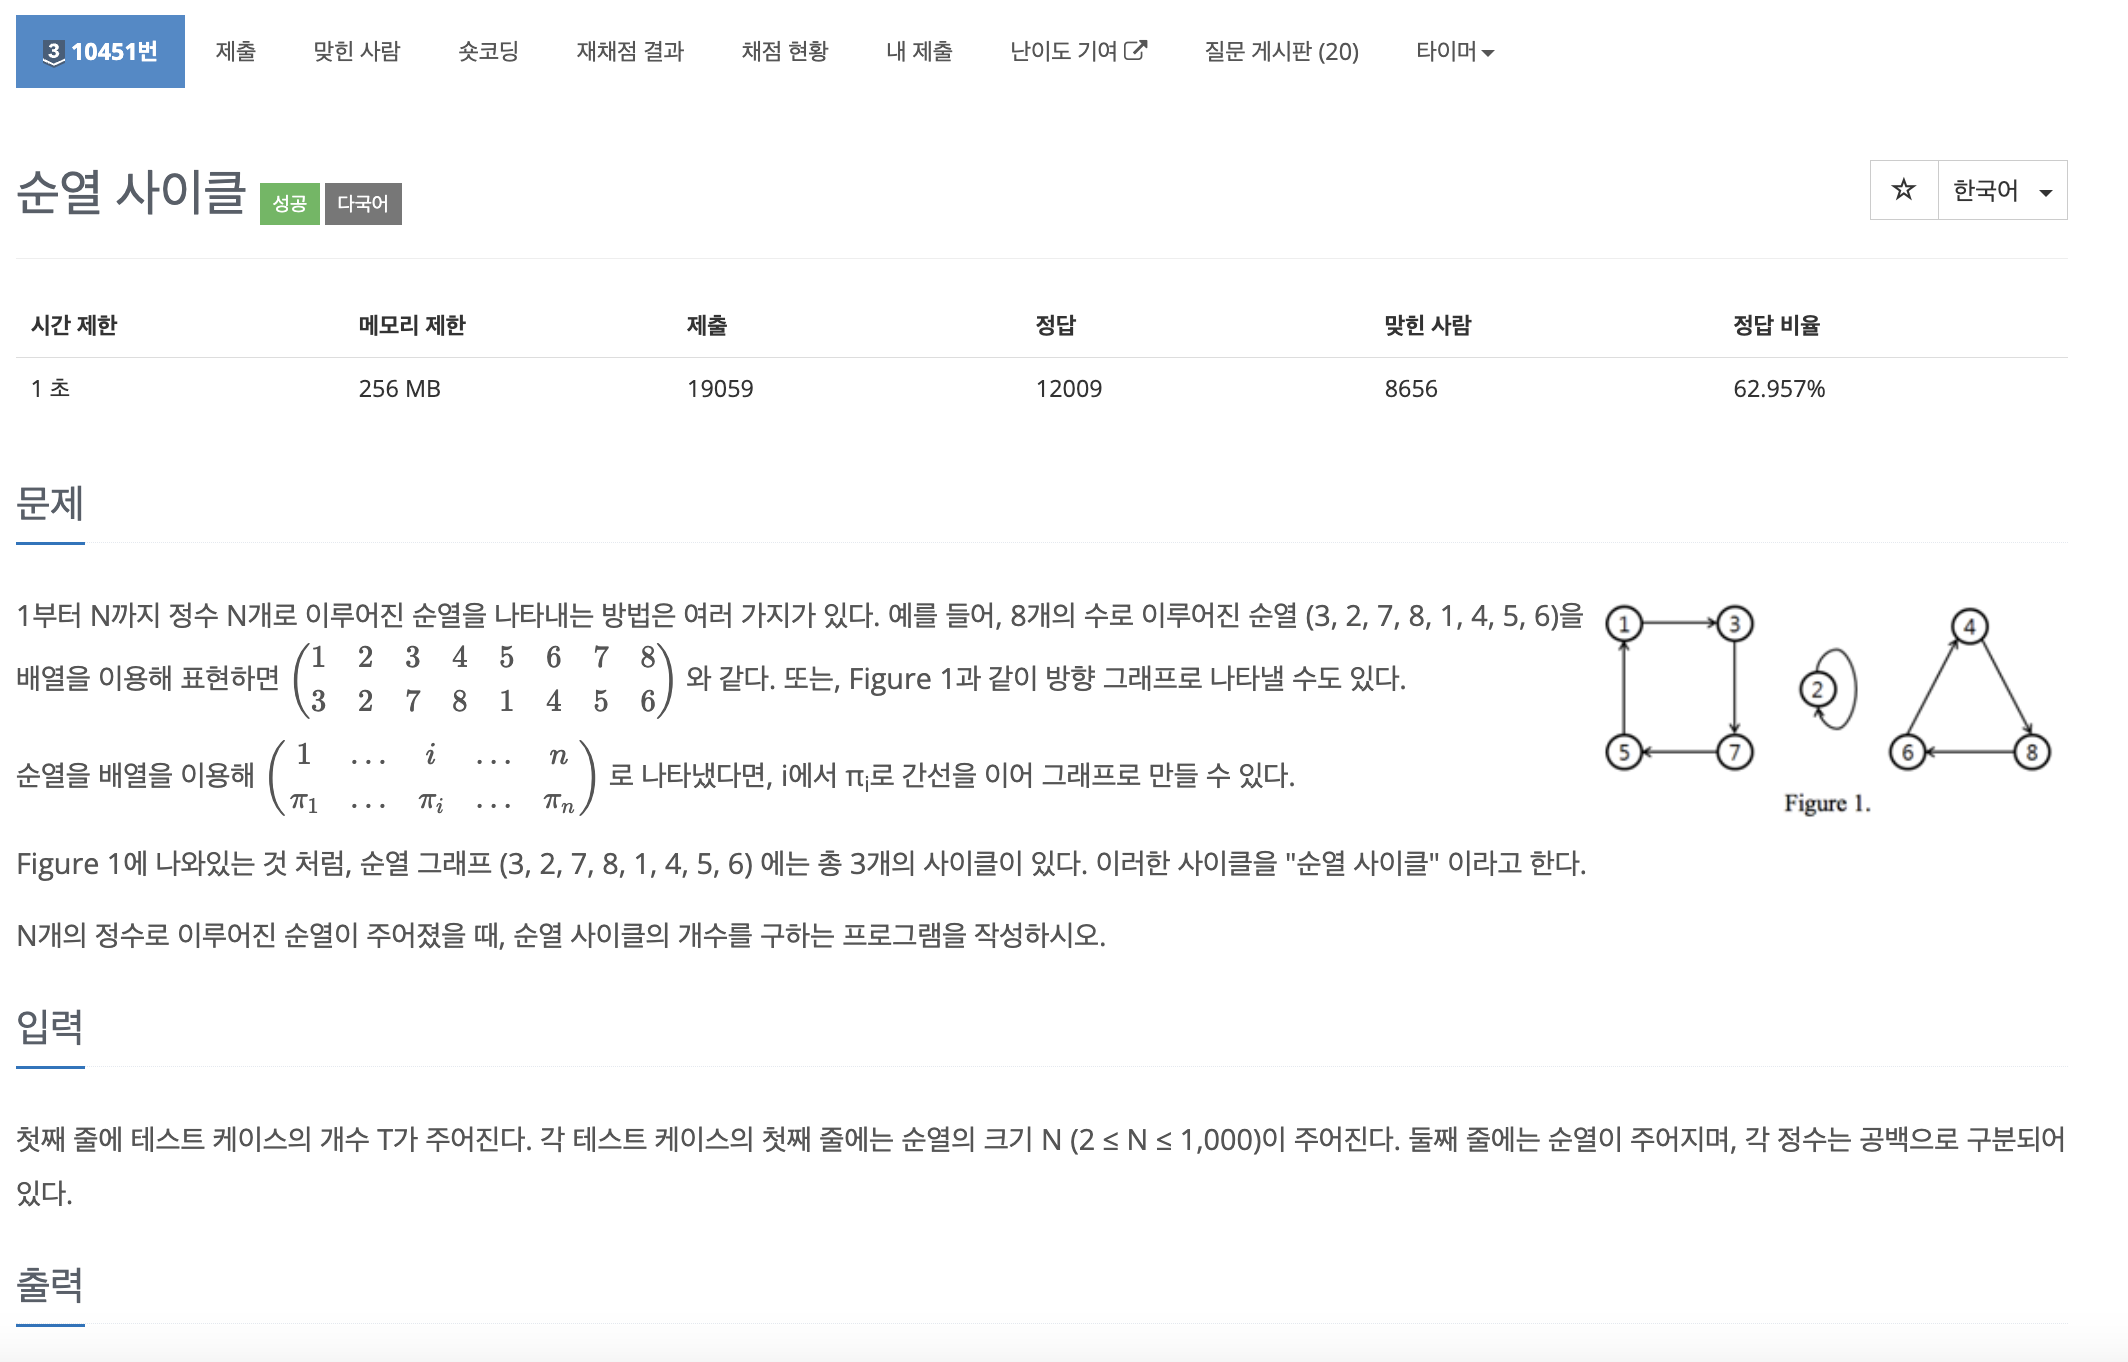 3 10451번 제출 맞힌 사람 숏코딩 재채점 결과 채점 현황 내 제출 난이도 기여 질문 게시판 (20) 타이머
순열 사이클 성공 다국어 한국어
시간 제한 메모리 제한 제출 정답 맞힌 사람 정답 비율
1 초 256 MB 19059 12009 8656 62.957%
문제
1부터 N까지 정수 N개로 이루어진 순열을 나타내는 방법은 여러 가지가 있다. 예를 들어, 8개의 수로 이루어진 순열 (3, 2, 7, 8, 1, 4, 5, 6)을
배열을 이용해 표현하면 (1 2 3 4 5 6 7 8
3 2 7 8 1 4 5 6) 와 같다. 또는, Figure 1과 같이 방향 그래프로 나타낼 수도 있다.
순열을 배열을 이용해 (1 ... i ... n
π1 ... πi ... πn) 로 나타냈다면, i에서 πi로 간선을 이어 그래프로 만들 수 있다.
1 3 4
2
5 7 6 8
Figure 1.
Figure 1에 나와있는 것 처럼, 순열 그래프 (3, 2, 7, 8, 1, 4, 5, 6) 에는 총 3개의 사이클이 있다. 이러한 사이클을 "순열 사이클" 이라고 한다.
N개의 정수로 이루어진 순열이 주어졌을 때, 순열 사이클의 개수를 구하는 프로그램을 작성하시오.
입력
첫째 줄에 테스트 케이스의 개수 T가 주어진다. 각 테스트 케이스의 첫째 줄에는 순열의 크기 N (2 ≤ N ≤ 1,000)이 주어진다. 둘째 줄에는 순열이 주어지며, 각 정수는 공백으로 구분되어
있다.
출력